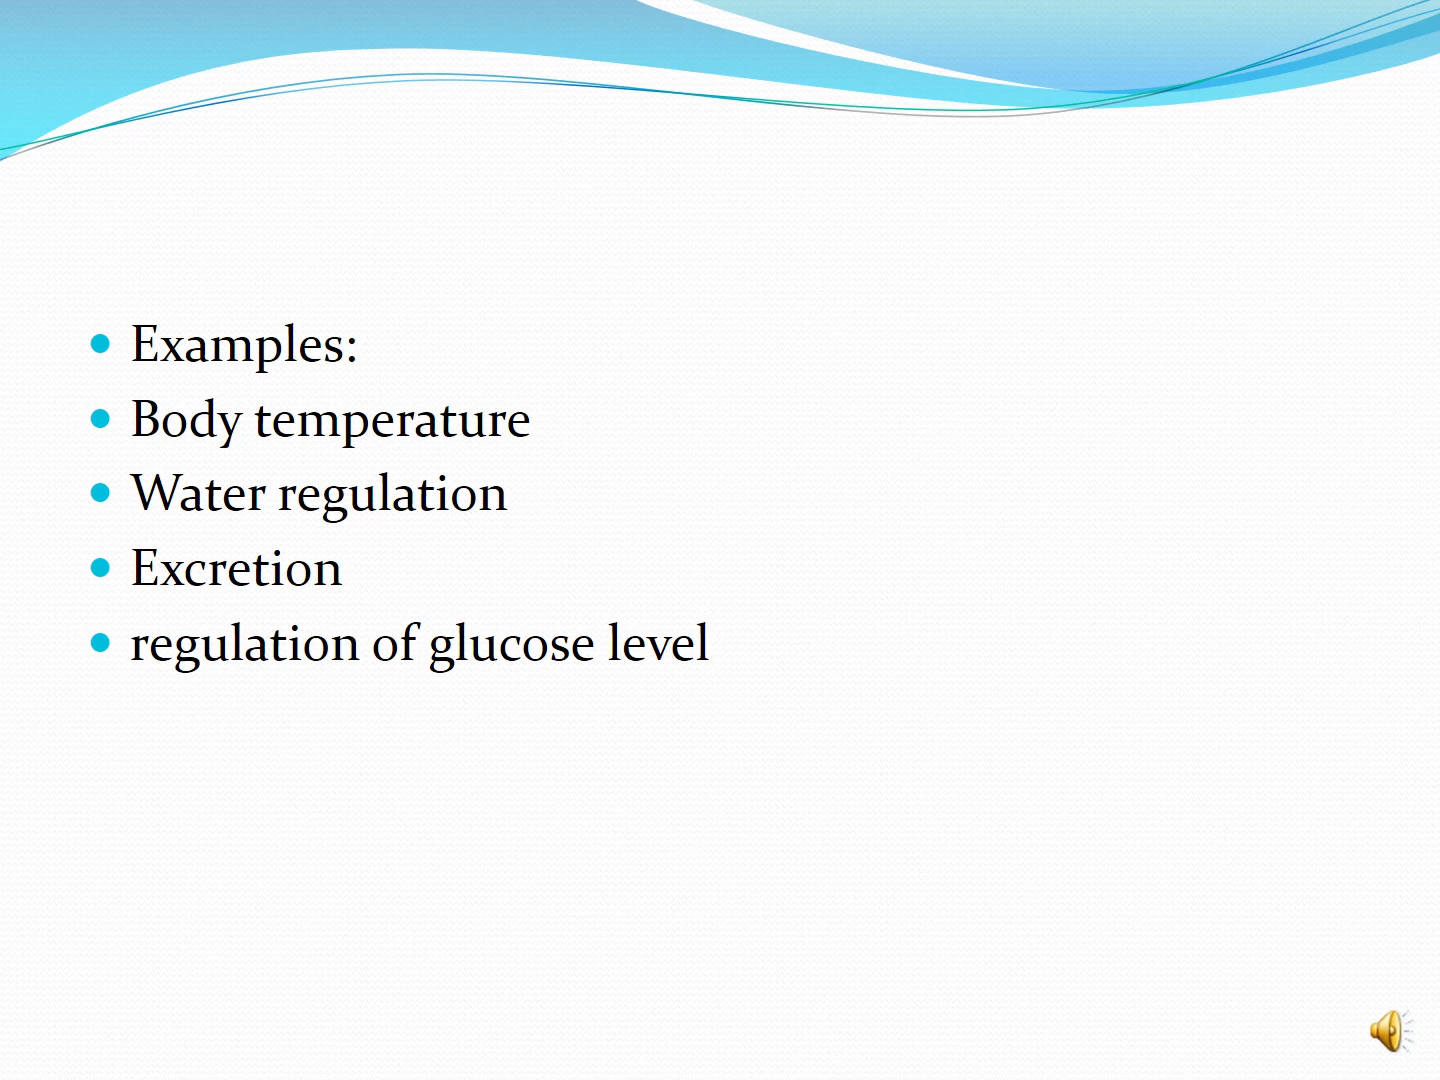 Examples:
Body temperature
Water regulation
Excretion
regulation of glucose level